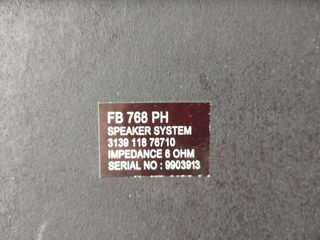 FB 768 PH
SPEAKER SYSTEM
3139 118 76710
IMPEDANCE 6 OHM
SERIAL NO : 9903913